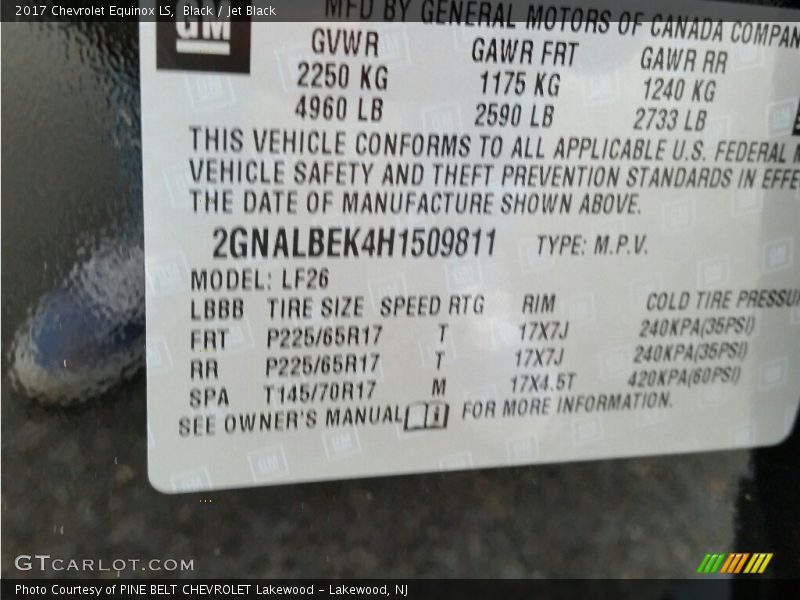 2017 Chevrolet Equinox LS, Black / Jet Black
GM
MFD BY GENERAL MOTORS OF CANADA
GVWR GAWR FRT GAWR RR
2250 KG 1175 KG 1240 KG
4960 LB 2590 LB 2733 LB
THIS VEHICLE CONFORMS TO ALL APPLICABLE U.S. FEDERAL
VEHICLE SAFETY AND THEFT PREVENTION STANDARDS IN
THE DATE OF MANUFACTURE SHOWN ABOVE.
2GNALBEK4H1509811 TYPE: M.P.V.
MODEL: LF26
LBBB TIRE SIZE SPEED RTG RIM COLD TIRE
FRT P225/65R17 T 17X7J 240KPA(35PSI)
RR P225/65R17 T 17X7J 240KPA(35PSI)
SPA T145/70R17 M 17X4.5T 420KPA(60PSI)
SEE OWNER'S MANUAL FOR MORE INFORMATION.
GTCARLOT.COM
Photo Courtesy of PINE BELT CHEVROLET Lakewood - Lakewood, NJ